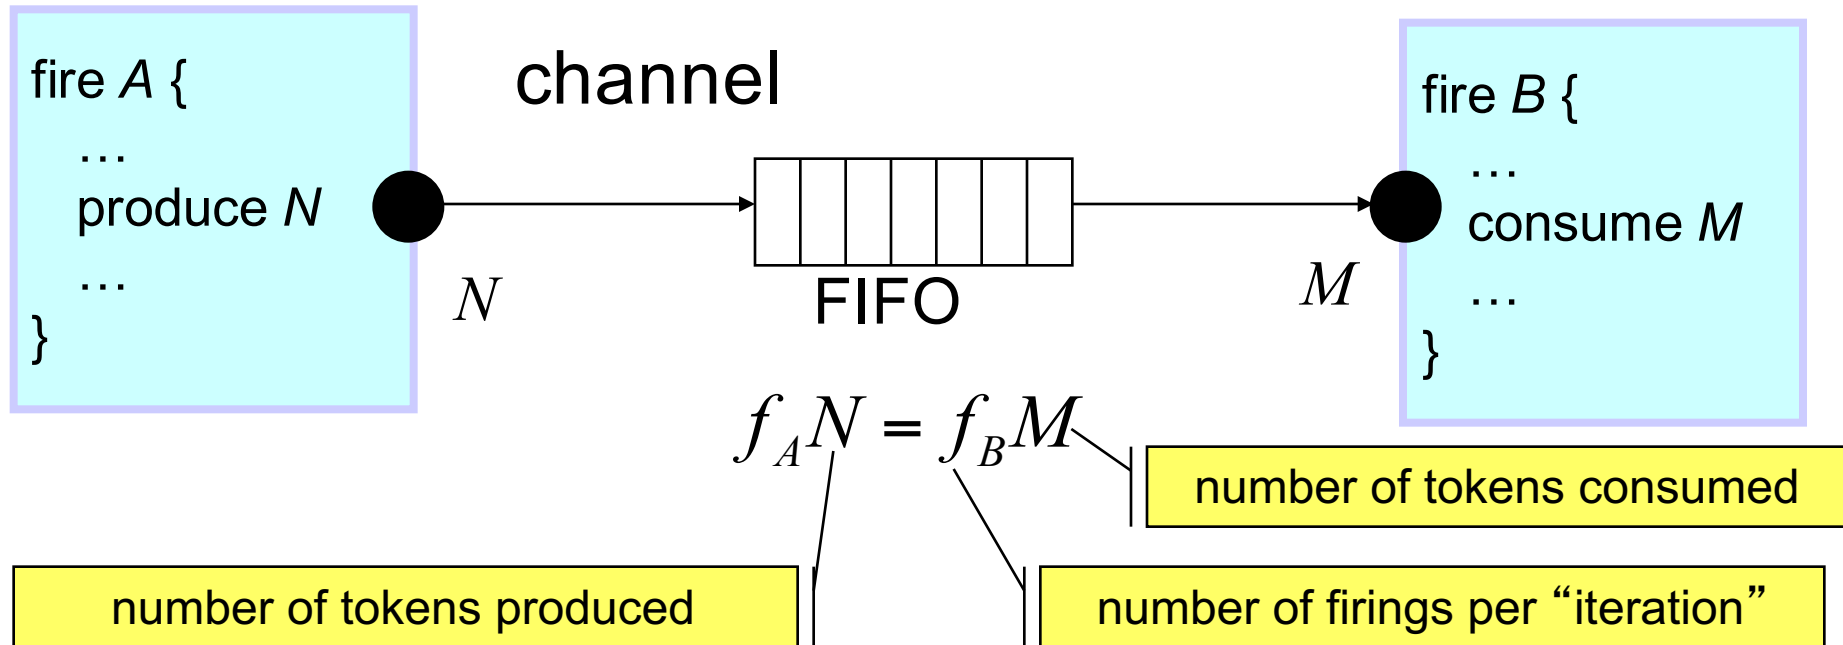 fire A {
…
produce N
…
}
channel
N
FIFO
M
fire B {
…
consume M
…
}
f_A N = f_B M
number of tokens consumed
number of tokens produced
number of firings per “iteration”